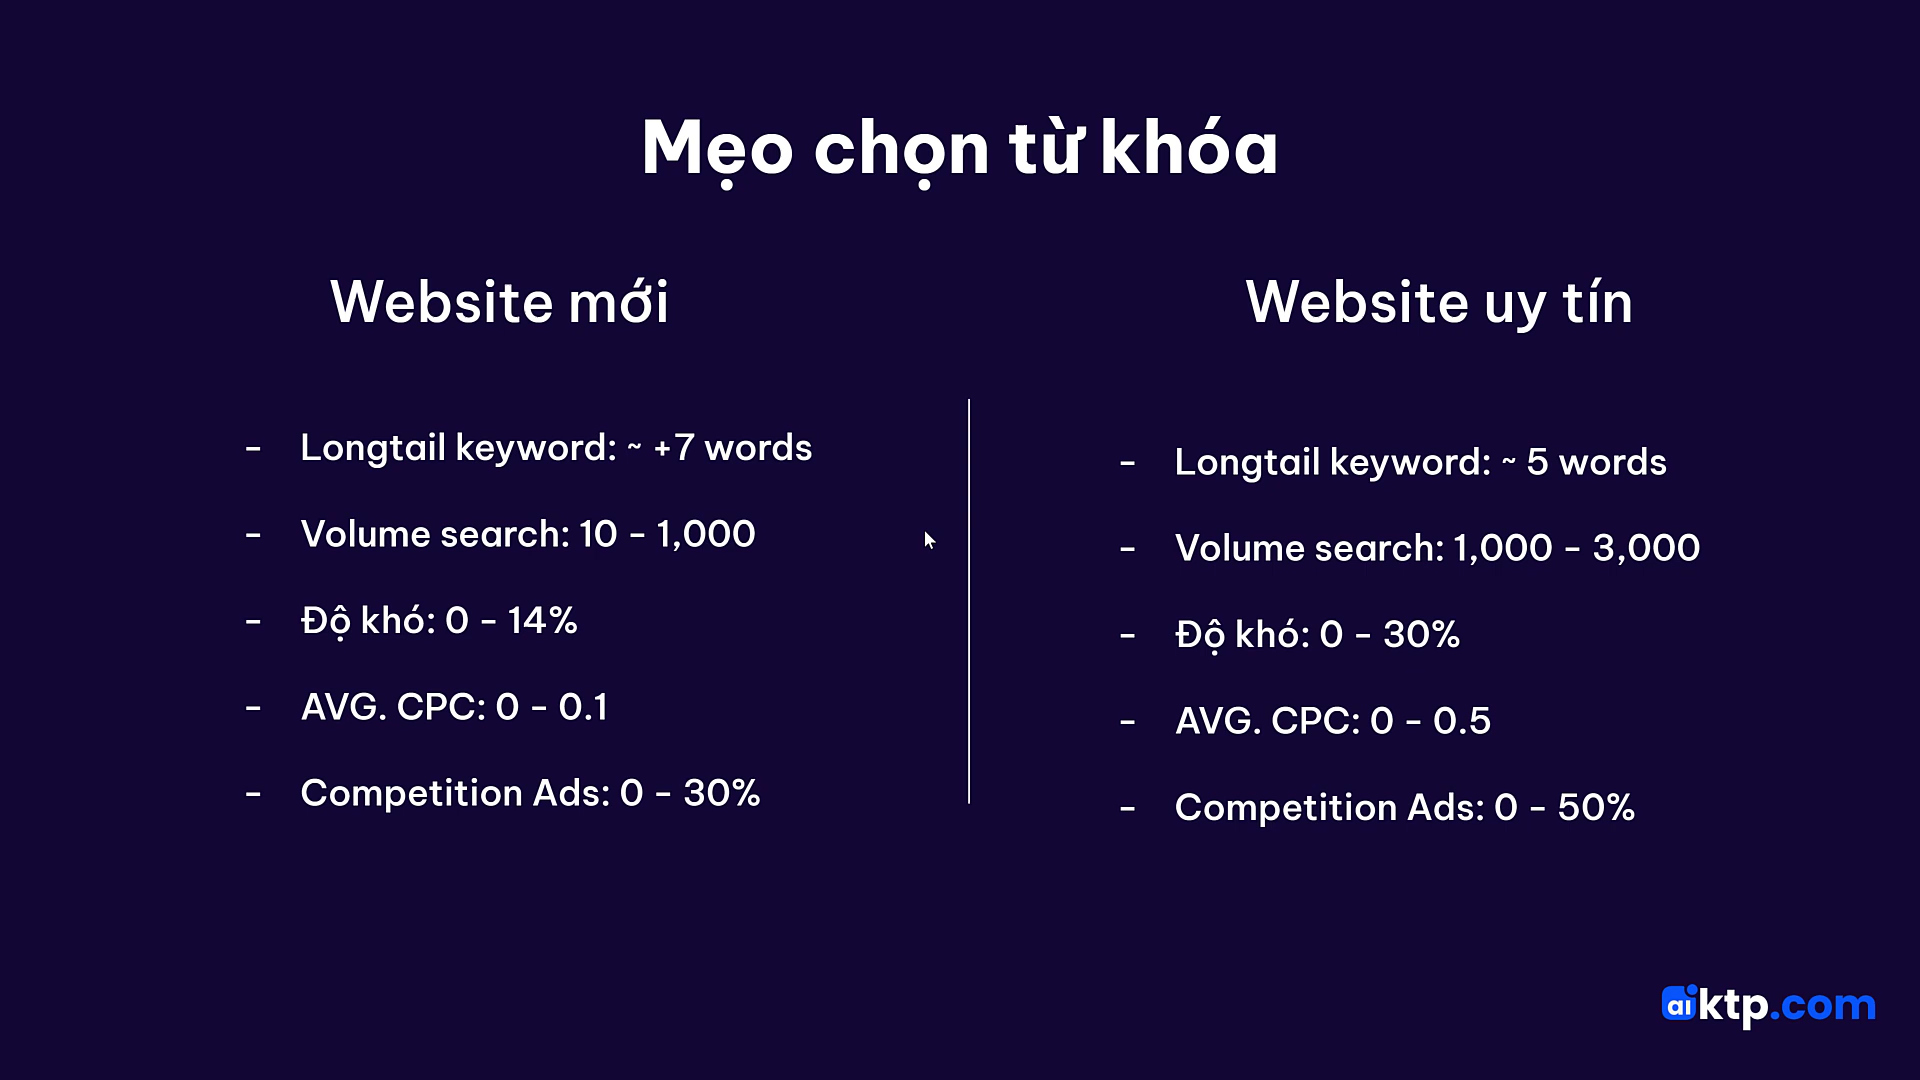 Mẹo chọn từ khóa
Website mới
- Longtail keyword: ~ +7 words
- Volume search: 10 - 1,000
- Độ khó: 0 - 14%
- AVG. CPC: 0 - 0.1
- Competition Ads: 0 - 30%
Website uy tín
- Longtail keyword: ~ 5 words
- Volume search: 1,000 - 3,000
- Độ khó: 0 - 30%
- AVG. CPC: 0 - 0.5
- Competition Ads: 0 - 50%
aiktp.com